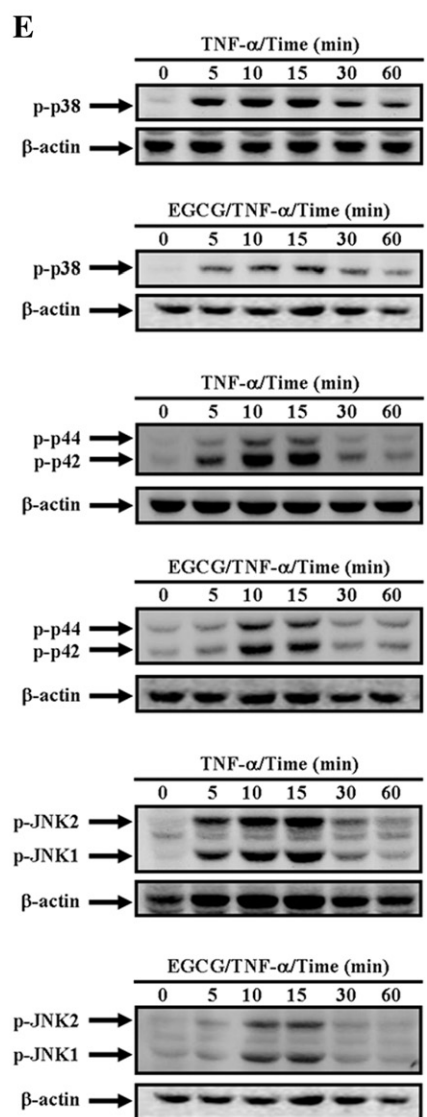 E
TNF-α/Time (min)
0 5 10 15 30 60
p-p38
β-actin
EGCG/TNF-α/Time (min)
0 5 10 15 30 60
p-p38
β-actin
TNF-α/Time (min)
0 5 10 15 30 60
p-p44
p-p42
β-actin
EGCG/TNF-α/Time (min)
0 5 10 15 30 60
p-p44
p-p42
β-actin
TNF-α/Time (min)
0 5 10 15 30 60
p-JNK2
p-JNK1
β-actin
EGCG/TNF-α/Time (min)
0 5 10 15 30 60
p-JNK2
p-JNK1
β-actin